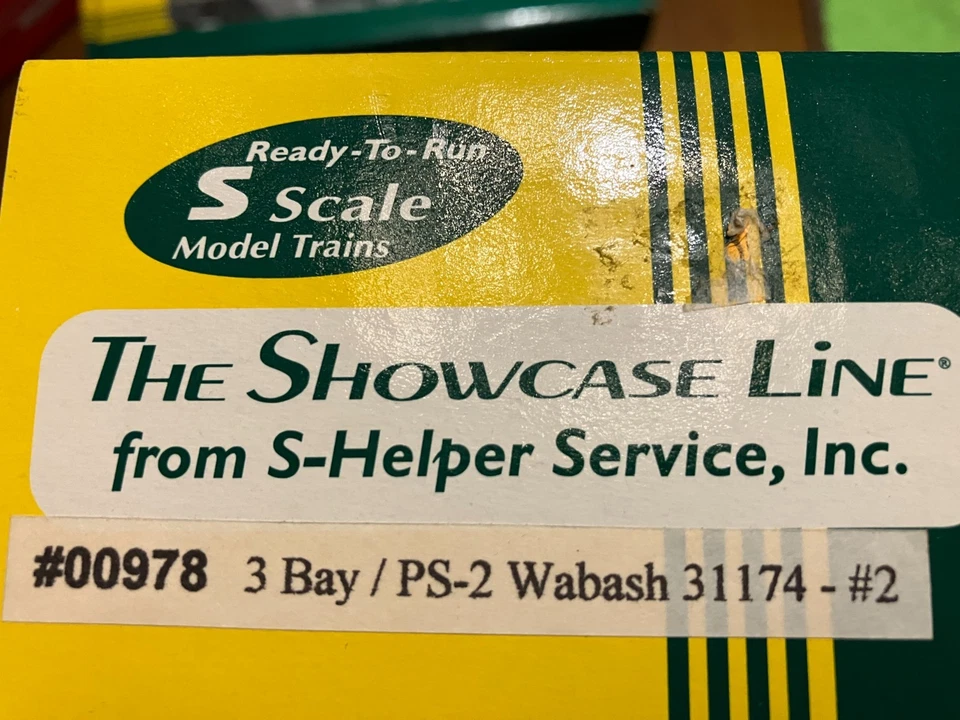 Ready-To-Run
S Scale
Model Trains
THE SHOWCASE LiNE®
from S-Helper Service, Inc.
#00978 3 Bay / PS-2 Wabash 31174 - #2